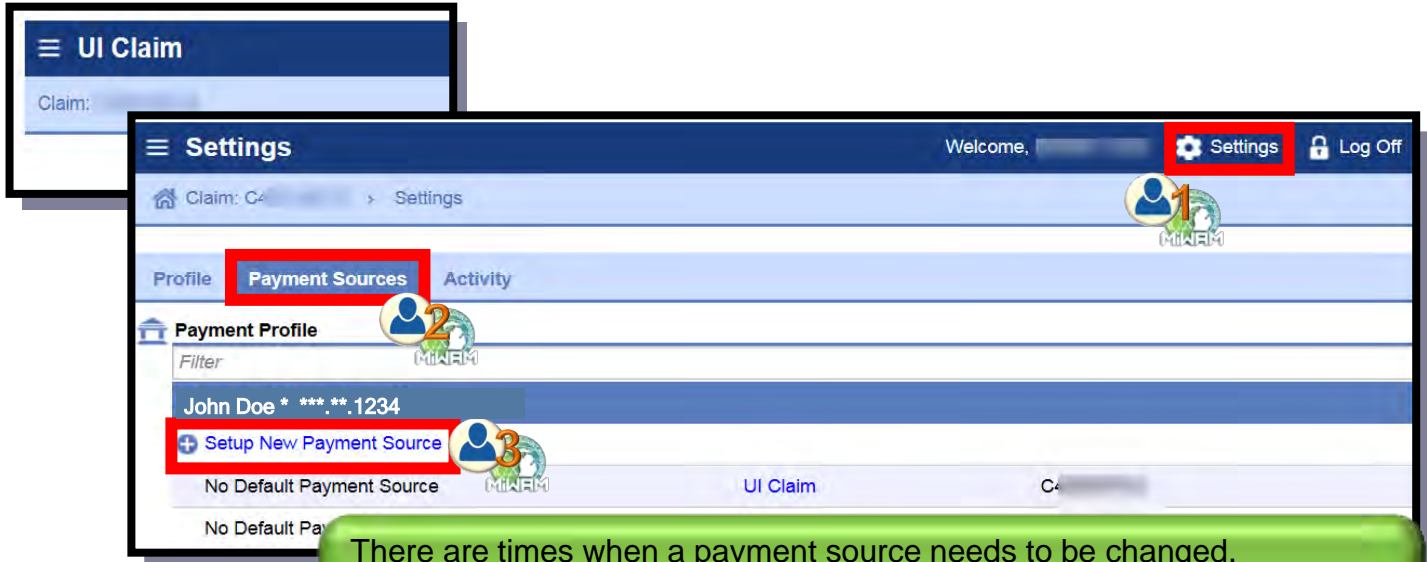 ≡ UI Claim
Claim:
≡ Settings Welcome, Settings Log Off
Claim: C4 › Settings
1
MiWAM
Profile Payment Sources Activity
2
MiWAM
Payment Profile
Filter
John Doe * ***.**.1234
Setup New Payment Source
3
MiWAM
No Default Payment Source UI Claim C4
No Default Pay
There are times when a payment source needs to be changed.